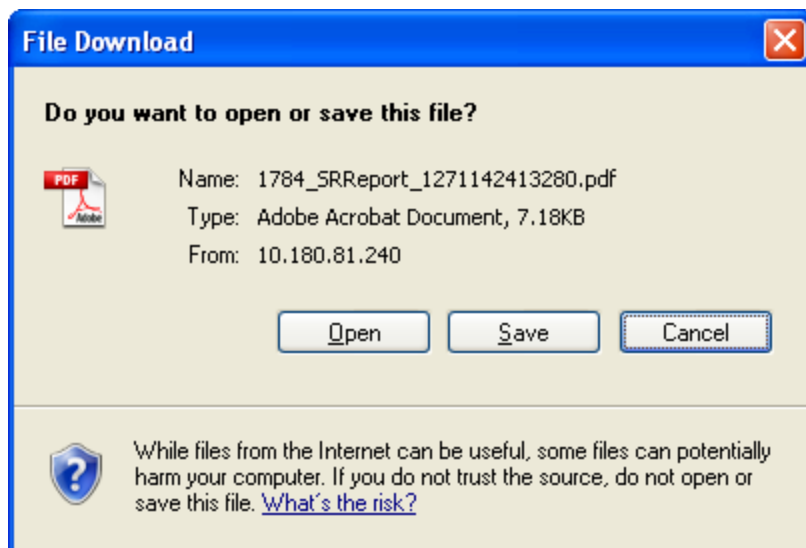 File Download
Do you want to open or save this file?
PDF
Adobe
Name: 1784_SRReport_1271142413280.pdf
Type: Adobe Acrobat Document, 7.18KB
From: 10.180.81.240
Open Save Cancel
While files from the Internet can be useful, some files can potentially
harm your computer. If you do not trust the source, do not open or
save this file. What's the risk?